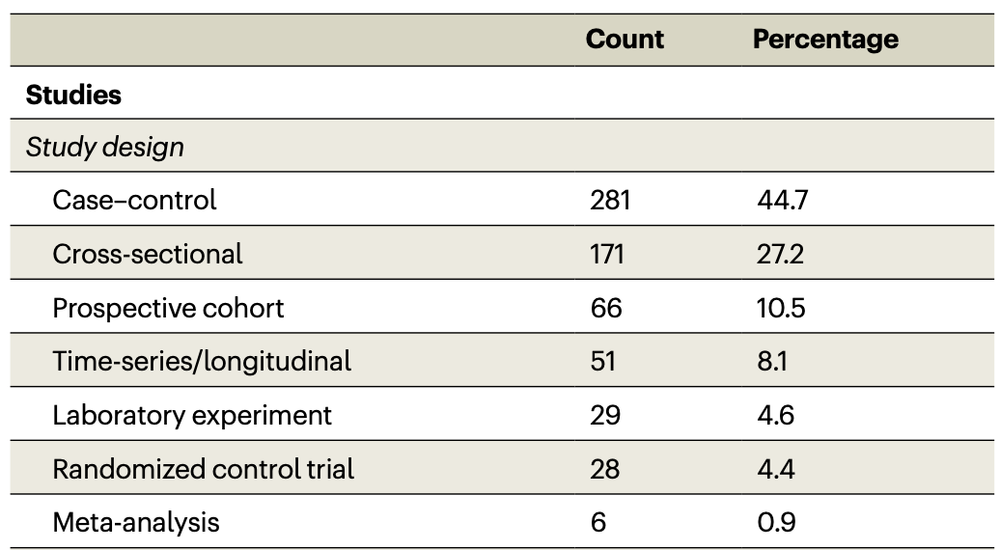 Count Percentage
Studies
Study design
Case–control 281 44.7
Cross-sectional 171 27.2
Prospective cohort 66 10.5
Time-series/longitudinal 51 8.1
Laboratory experiment 29 4.6
Randomized control trial 28 4.4
Meta-analysis 6 0.9